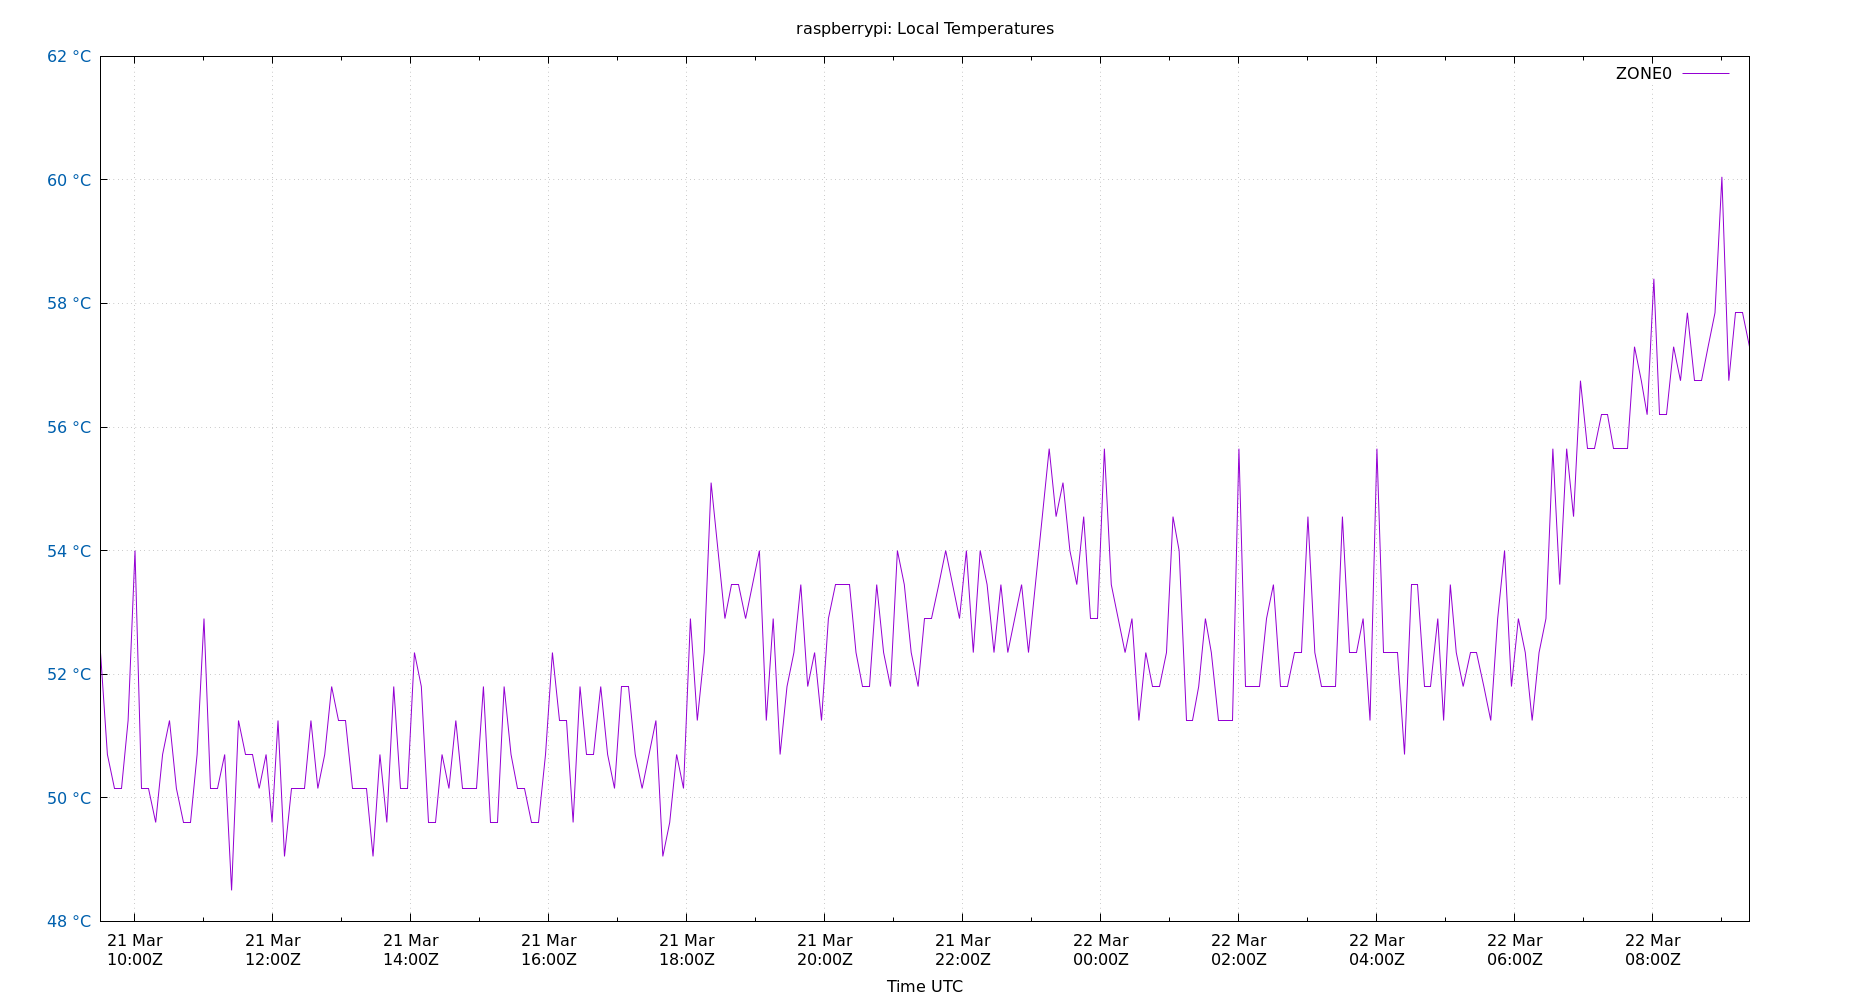 raspberrypi: Local Temperatures
62 °C
ZONE0
60 °C
58 °C
56 °C
54 °C
52 °C
50 °C
48 °C
21 Mar 21 Mar 21 Mar 21 Mar 21 Mar 21 Mar 21 Mar 22 Mar 22 Mar 22 Mar 22 Mar 22 Mar
10:00Z 12:00Z 14:00Z 16:00Z 18:00Z 20:00Z 22:00Z 00:00Z 02:00Z 04:00Z 06:00Z 08:00Z
Time UTC